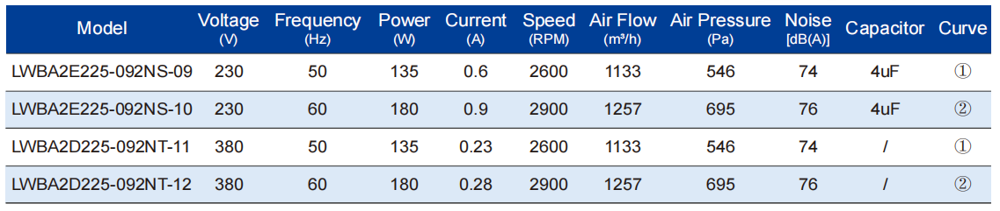 Model Voltage (V) Frequency (Hz) Power (W) Current (A) Speed (RPM) Air Flow (m³/h) Air Pressure (Pa) Noise [dB(A)] Capacitor Curve
LWBA2E225-092NS-09 230 50 135 0.6 2600 1133 546 74 4uF ①
LWBA2E225-092NS-10 230 60 180 0.9 2900 1257 695 76 4uF ②
LWBA2D225-092NT-11 380 50 135 0.23 2600 1133 546 74 / ①
LWBA2D225-092NT-12 380 60 180 0.28 2900 1257 695 76 / ②